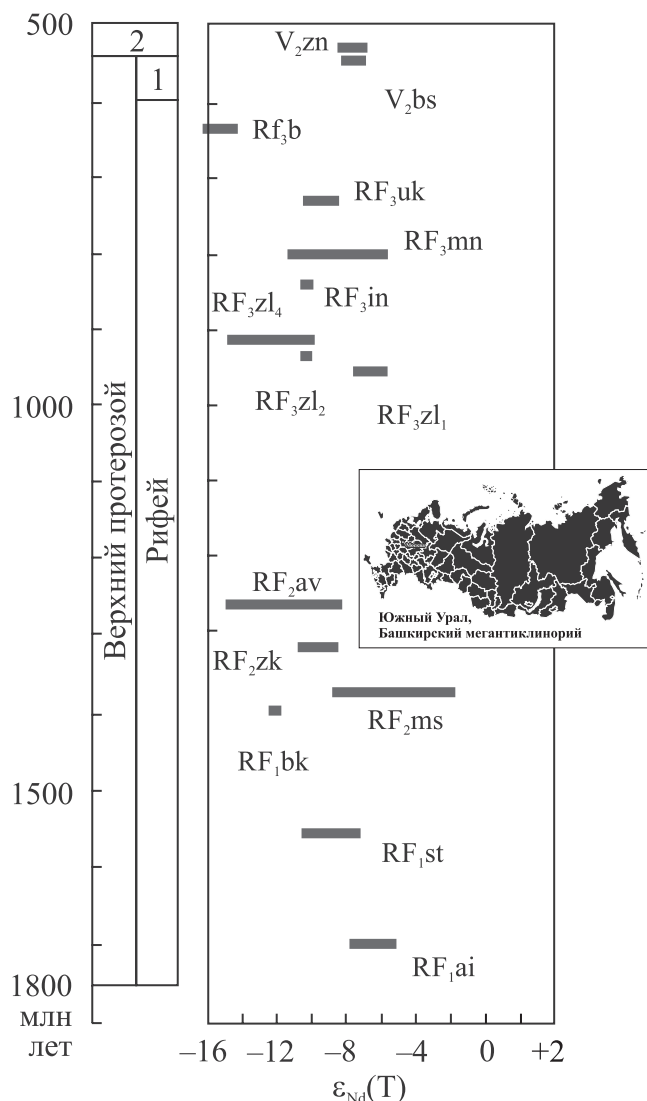 500
2
1
V₂zn
V₂bs
Rf₃b
RF₃uk
RF₃mn
RF₃in
RF₃zl₄
RF₃zl₂
RF₃zl₁
1000
Верхний протерозой
Рифей
Южный Урал,
Башкирский мегантиклинорий
RF₂av
RF₂zk
RF₂ms
RF₁bk
1500
RF₁st
RF₁ai
1800
млн
лет
–16 –12 –8 –4 0 +2
εNd(T)